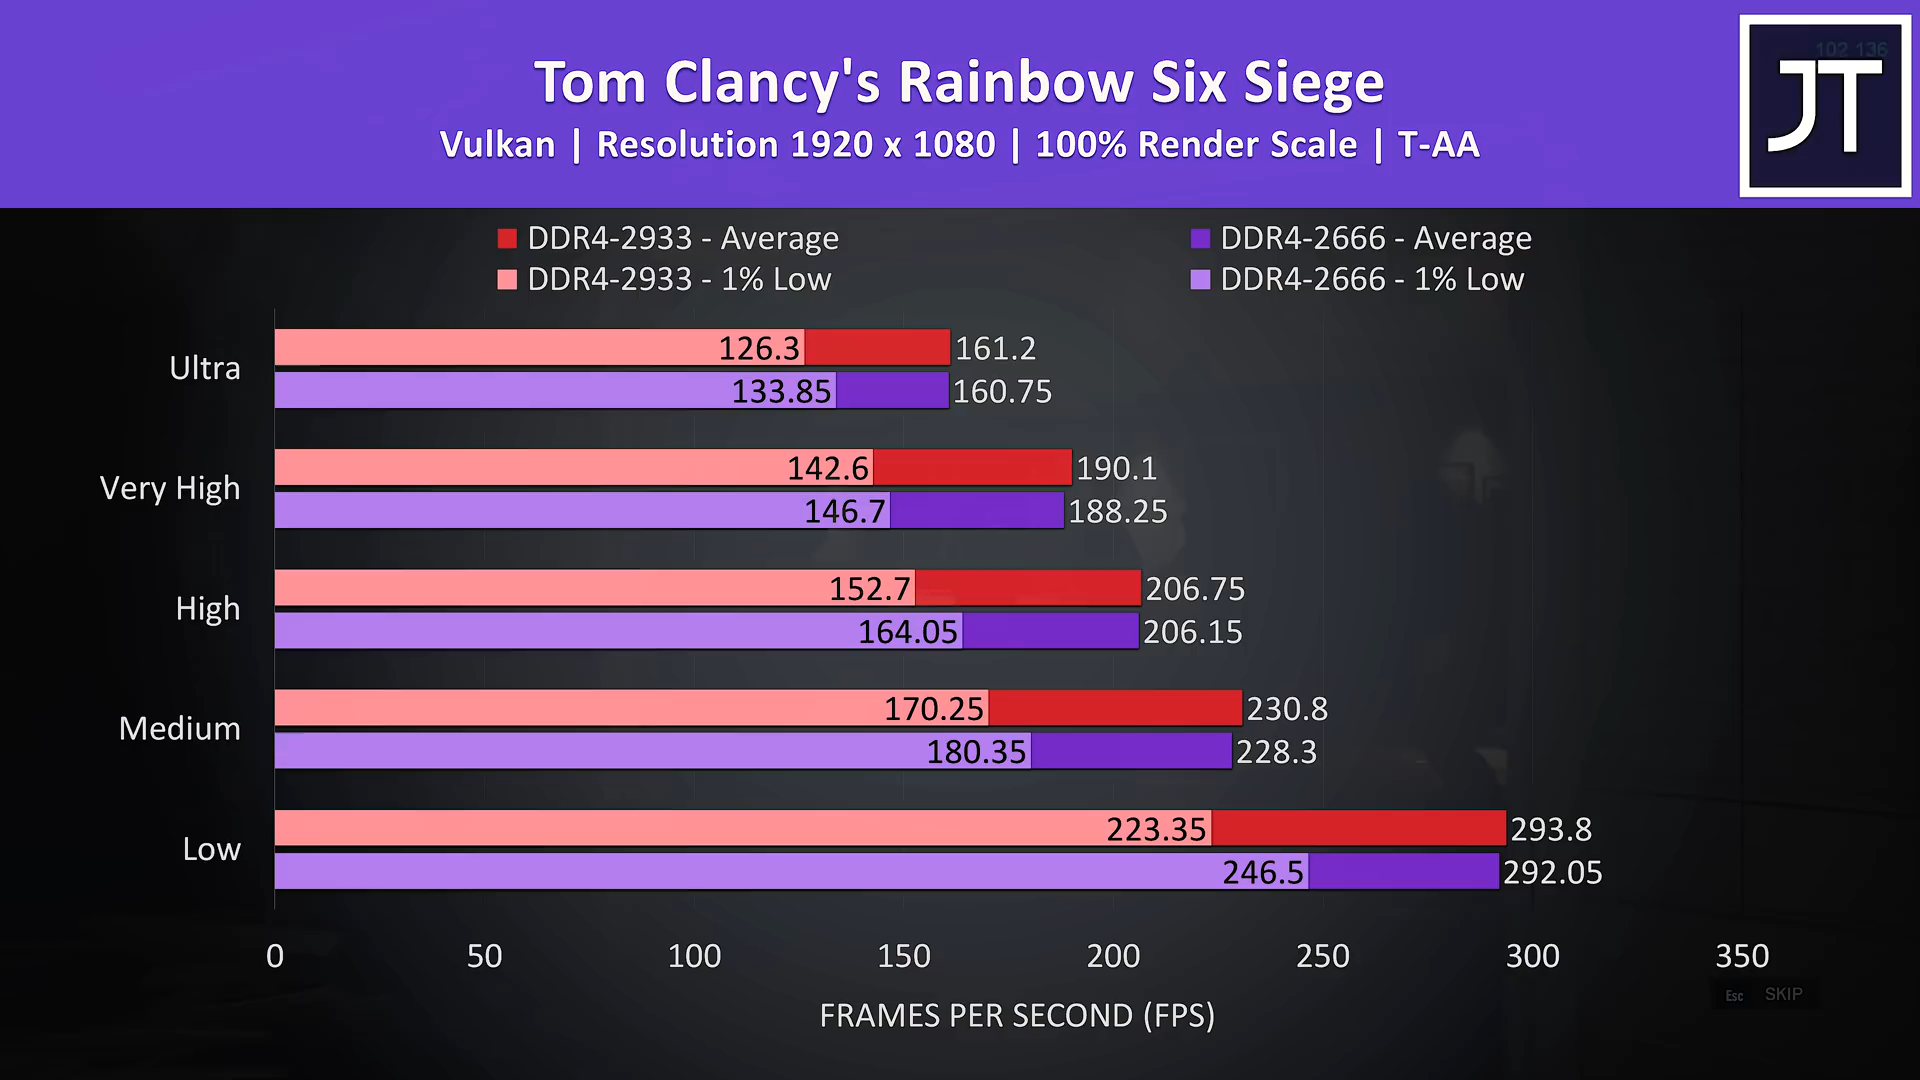 102 136
JT
Tom Clancy's Rainbow Six Siege
Vulkan | Resolution 1920 x 1080 | 100% Render Scale | T-AA
DDR4-2933 - Average
DDR4-2666 - Average
DDR4-2933 - 1% Low
DDR4-2666 - 1% Low
Ultra
126.3
161.2
133.85
160.75
Very High
142.6
190.1
146.7
188.25
High
152.7
206.75
164.05
206.15
Medium
170.25
230.8
180.35
228.3
Low
223.35
293.8
246.5
292.05
0 50 100 150 200 250 300 350
Esc SKIP
FRAMES PER SECOND (FPS)